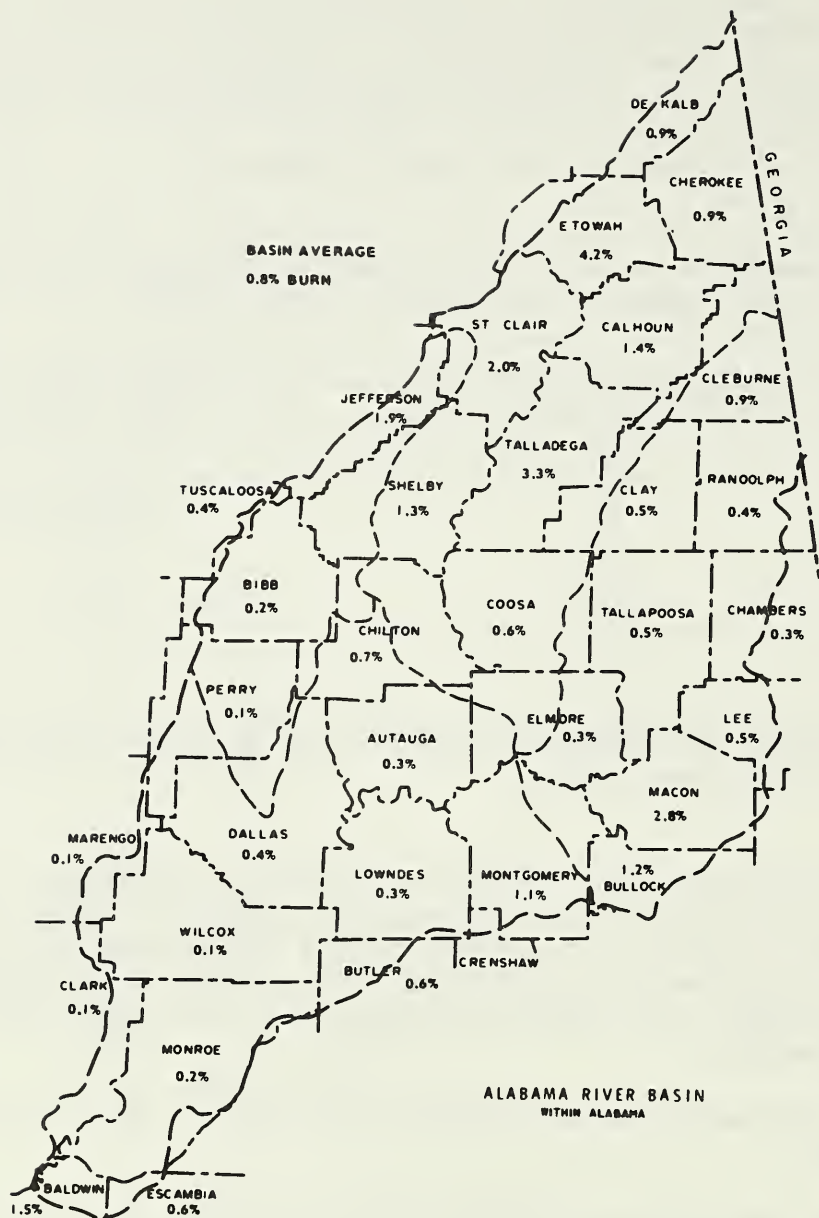 DE KALB
0.9%
GEORGIA
CHEROKEE
0.9%
ETOWAH
4.2%
BASIN AVERAGE
0.8% BURN
ST CLAIR
2.0%
CALHOUN
1.4%
CLEBURNE
0.9%
JEFFERSON
1.9%
TALLADEGA
3.3%
TUSCALOOSA
0.4%
SHELBY
1.3%
CLAY
0.5%
RANDOLPH
0.4%
BIBB
0.2%
COOSA
0.6%
TALLAPOOSA
0.5%
CHAMBERS
0.3%
CHILTON
0.7%
PERRY
0.1%
AUTAUGA
0.3%
ELMORE
0.3%
LEE
0.5%
MACON
2.8%
MARENGO
0.1%
DALLAS
0.4%
LOWNDES
0.3%
MONTGOMERY
1.1%
1.2%
BULLOCK
WILCOX
0.1%
CRENSHAW
BUTLER
0.6%
CLARK
0.1%
MONROE
0.2%
ALABAMA RIVER BASIN
WITHIN ALABAMA
BALDWIN
1.5%
ESCAMBIA
0.6%